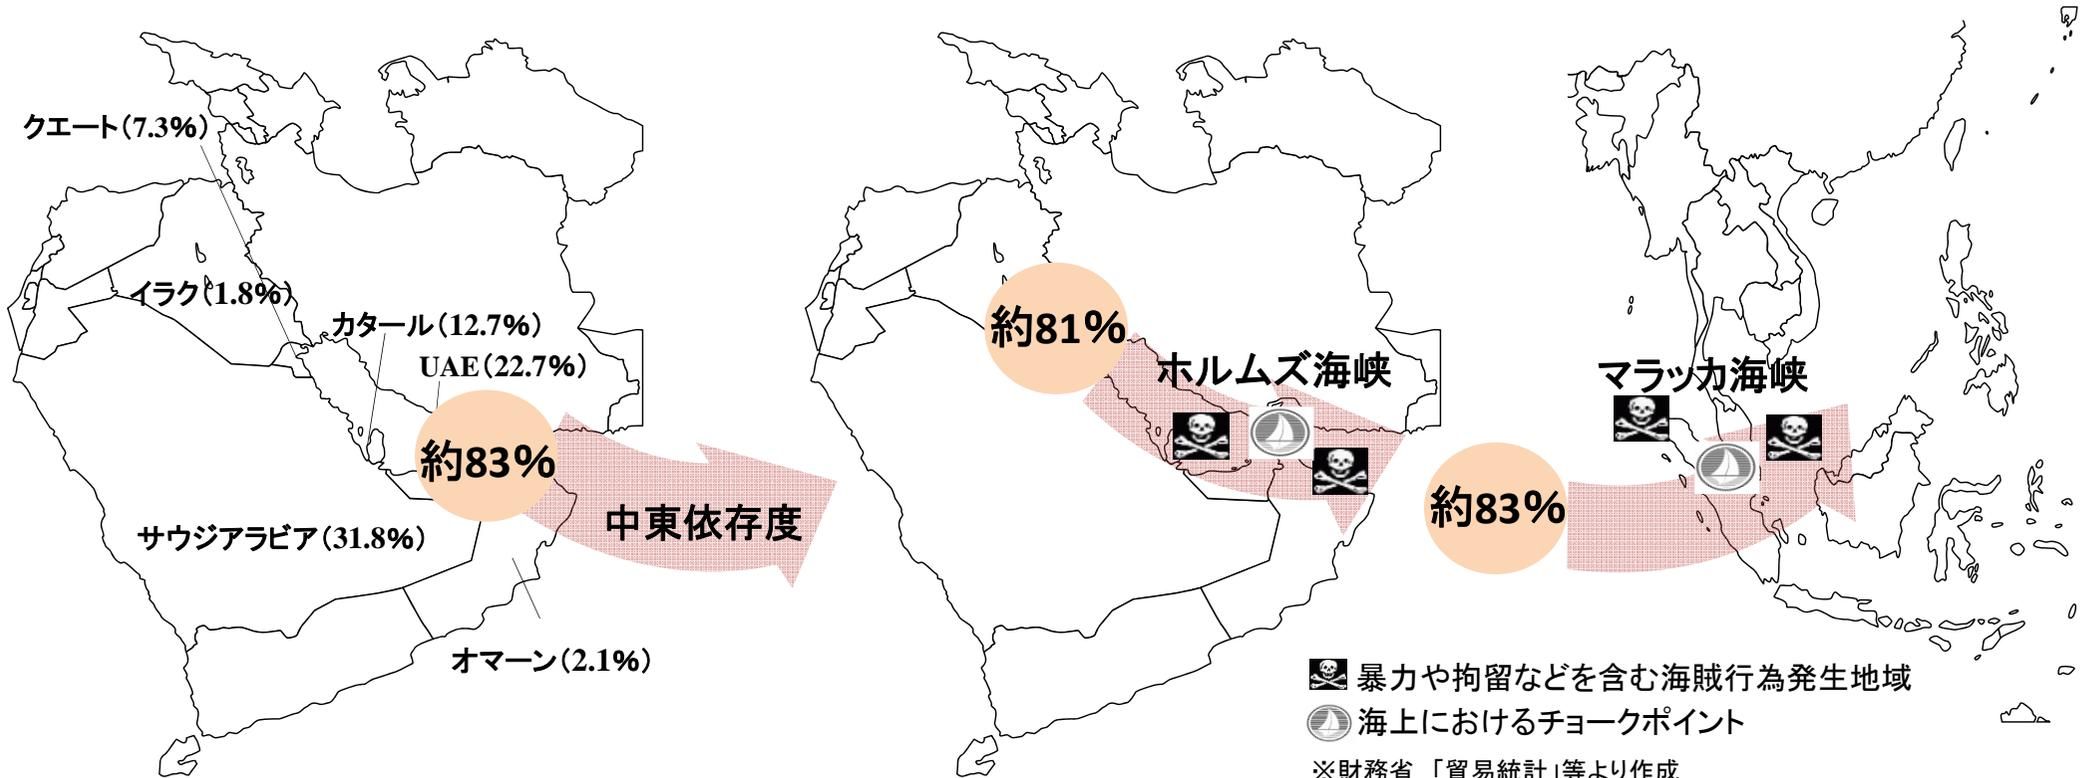 クエート（7.3%）
イラク（1.8%）
カタール（12.7%）
UAE（22.7%）
約83%
中東依存度
サウジアラビア（31.8%）
オマーン（2.1%）
約81%
ホルムズ海峡
マラッカ海峡
約83%
暴力や拘留などを含む海賊行為発生地域
海上におけるチョークポイント
※財務省 「貿易統計」等より作成